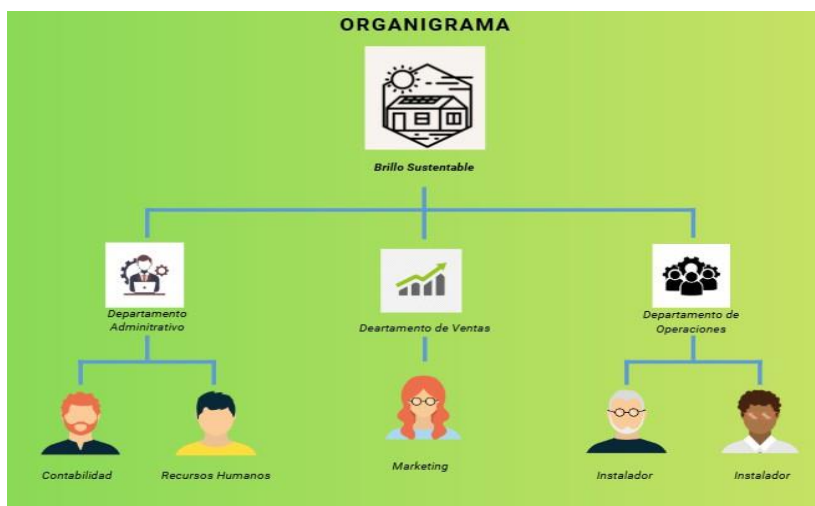 ORGANIGRAMA
Brillo Sustentable
Departamento
Adminitrativo
Deartamento de Ventas
Departamento de
Operaciones
Contabilidad
Recursos Humanos
Marketing
Instalador
Instalador